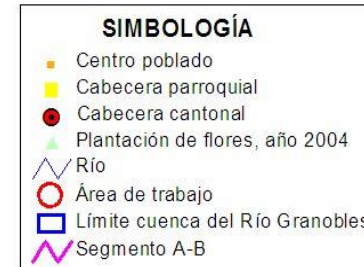 SIMBOLOGÍA
Centro poblado
Cabecera parroquial
Cabecera cantonal
Plantación de flores, año 2004
Río
Área de trabajo
Límite cuenca del Río Granobles
Segmento A-B